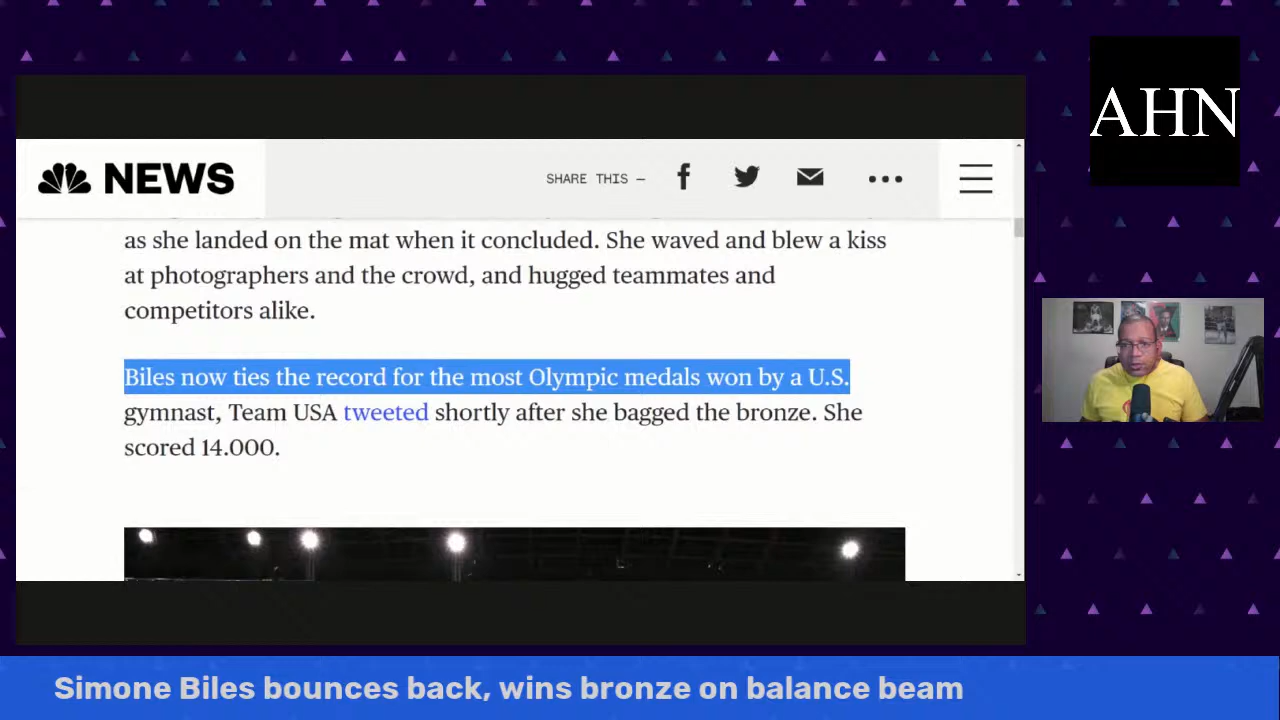 AHN
NEWS
SHARE THIS —
as she landed on the mat when it concluded. She waved and blew a kiss
at photographers and the crowd, and hugged teammates and
competitors alike.
Biles now ties the record for the most Olympic medals won by a U.S.
gymnast, Team USA tweeted shortly after she bagged the bronze. She
scored 14.000.
Simone Biles bounces back, wins bronze on balance beam